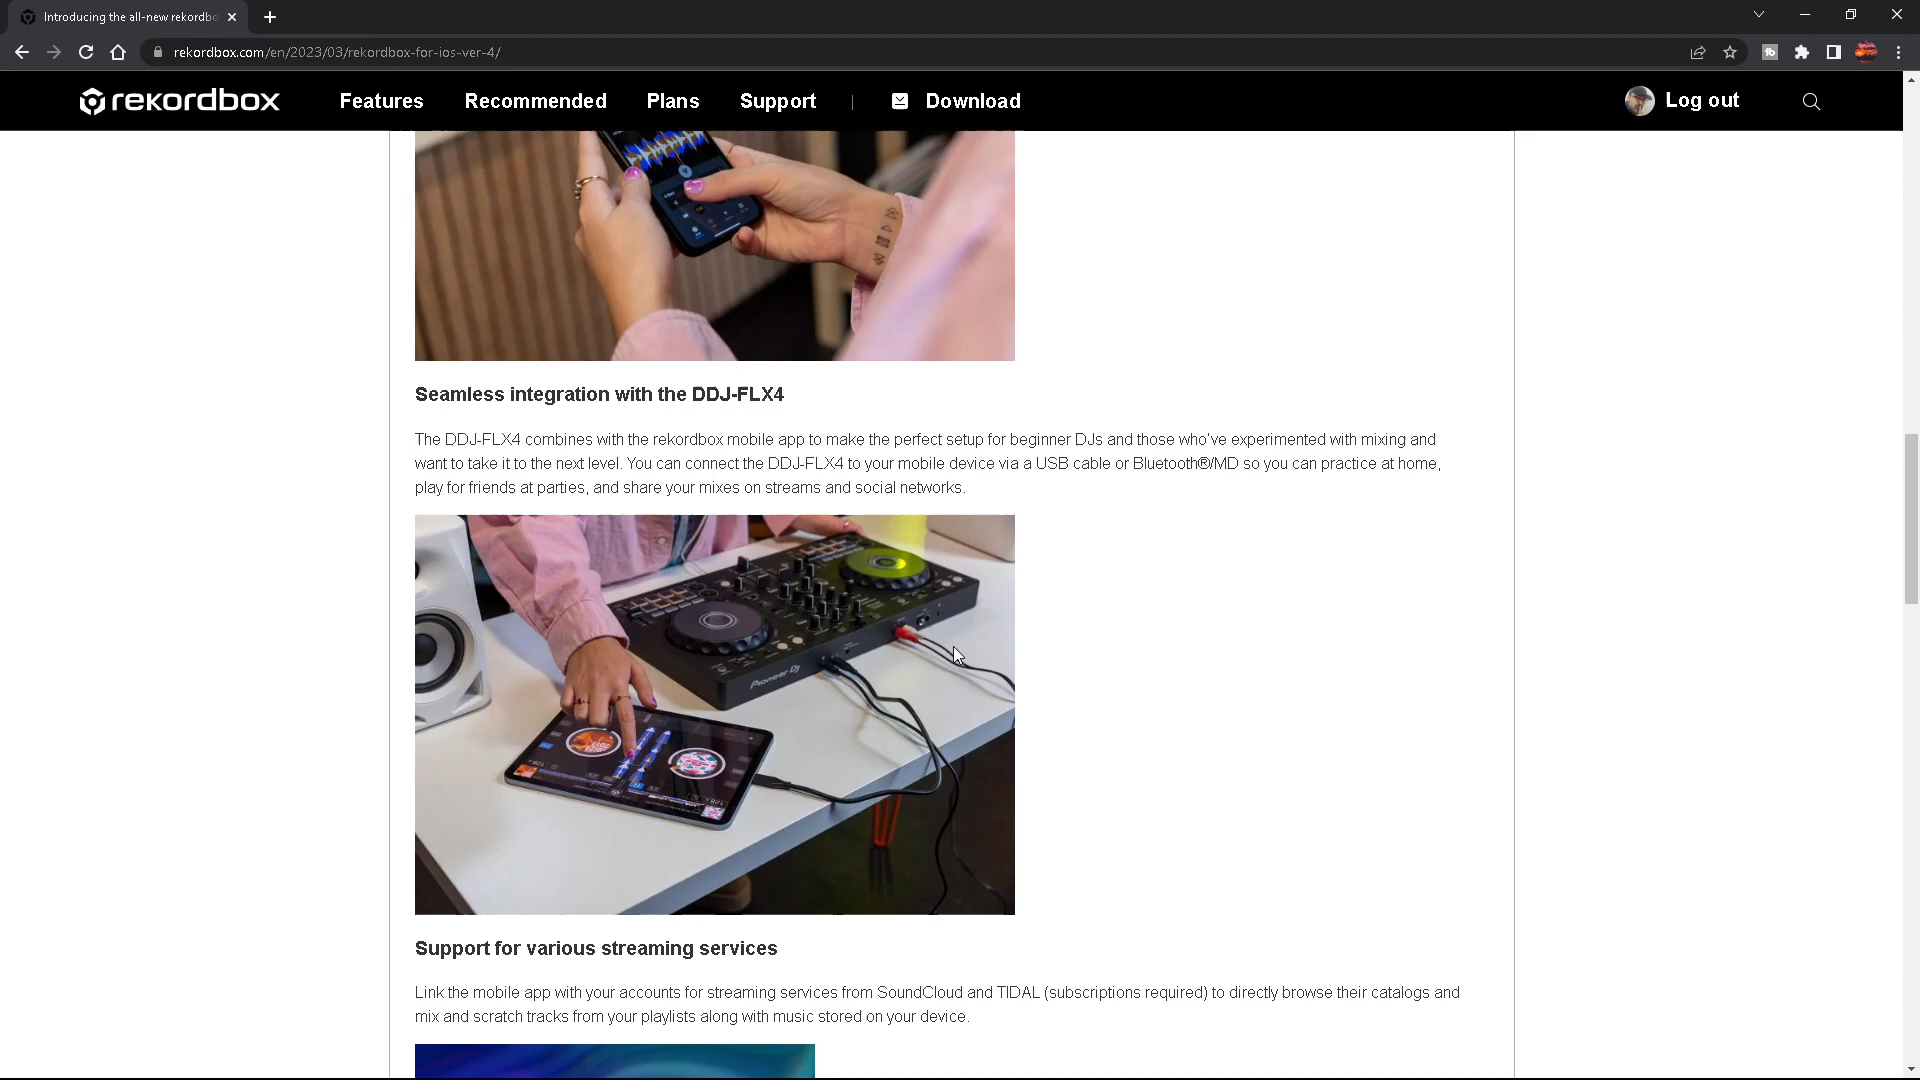 Introducing the all-new rekordbo
rekordbox.com/en/2023/03/rekordbox-for-ios-ver-4/
rekordbox
Features
Recommended
Plans
Support
|
Download
Log out
Seamless integration with the DDJ-FLX4
The DDJ-FLX4 combines with the rekordbox mobile app to make the perfect setup for beginner DJs and those who've experimented with mixing and
want to take it to the next level. You can connect the DDJ-FLX4 to your mobile device via a USB cable or Bluetooth®/MD so you can practice at home,
play for friends at parties, and share your mixes on streams and social networks.
Pioneer Dj
Support for various streaming services
Link the mobile app with your accounts for streaming services from SoundCloud and TIDAL (subscriptions required) to directly browse their catalogs and
mix and scratch tracks from your playlists along with music stored on your device.